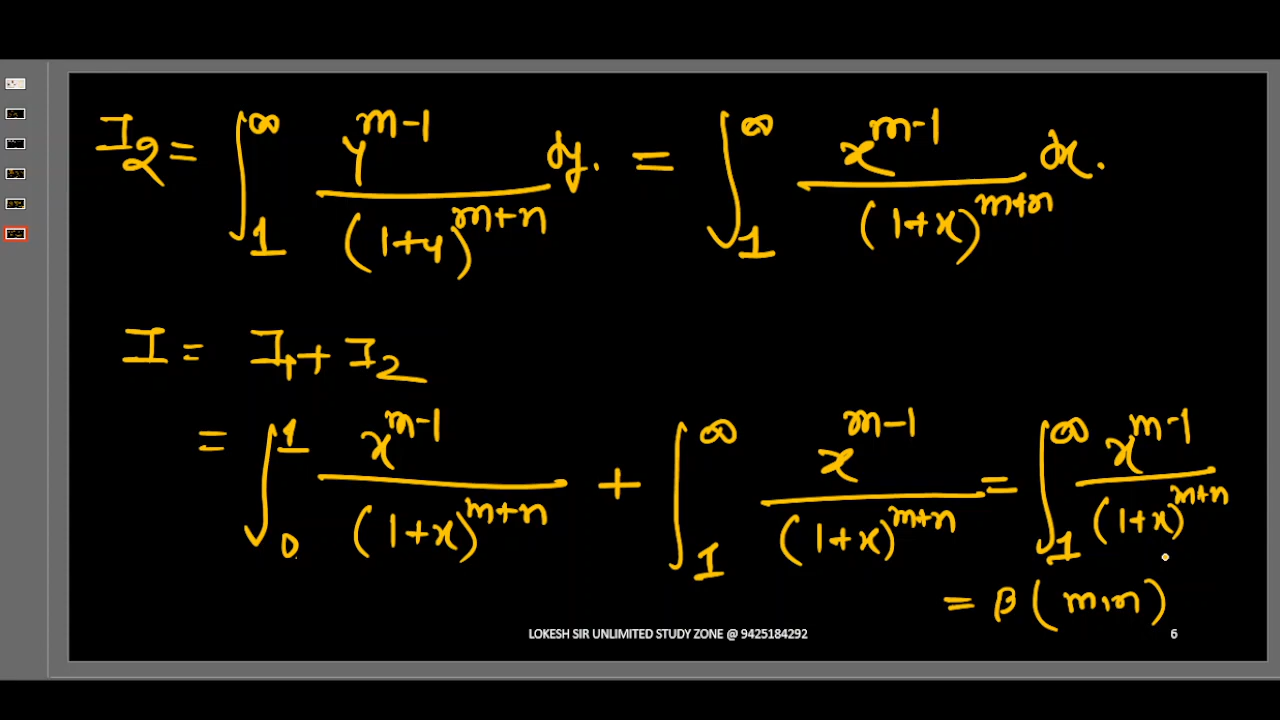 I₂ = ∫₁^∞ y^(m-1) / (1+y)^(m+n) dy. = ∫₁^∞ x^(m-1) / (1+x)^(m+n) dx.
I = I₁ + I₂
= ∫₀^1 x^(m-1) / (1+x)^(m+n) + ∫₁^∞ x^(m-1) / (1+x)^(m+n) = ∫₁^∞ x^(m-1) / (1+x)^(m+n)
= β(m,n)
LOKESH SIR UNLIMITED STUDY ZONE @ 9425184292 6